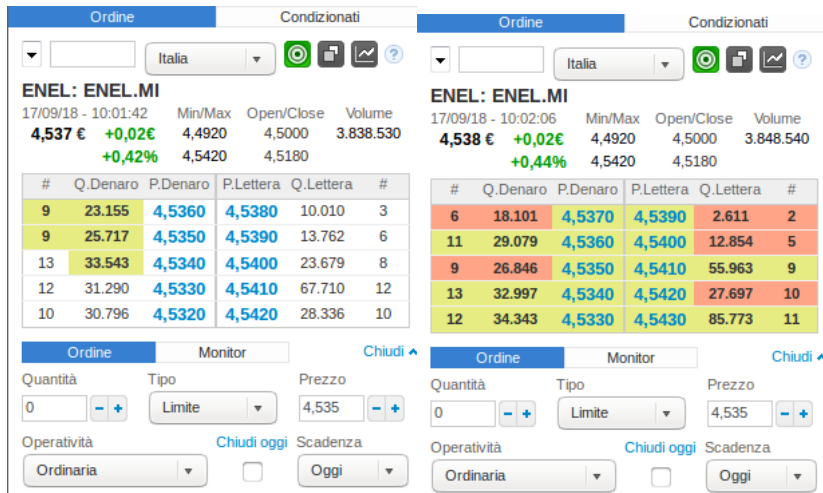 Ordine Condizionati
Italia
ENEL: ENEL.MI
17/09/18 - 10:01:42 Min/Max Open/Close Volume
4,537 € +0,02€ 4,4920 4,5000 3.838.530
+0,42% 4,5420 4,5180
# Q.Denaro P.Denaro P.Lettera Q.Lettera #
9 23.155 4,5360 4,5380 10.010 3
9 25.717 4,5350 4,5390 13.762 6
13 33.543 4,5340 4,5400 23.679 8
12 31.290 4,5330 4,5410 67.710 12
10 30.796 4,5320 4,5420 28.336 10
Ordine Monitor Chiudi
Quantità Tipo Prezzo
0 - + Limite 4,535 - +
Operatività Chiudi oggi Scadenza
Ordinaria Oggi
Ordine Condizionati
Italia
ENEL: ENEL.MI
17/09/18 - 10:02:06 Min/Max Open/Close Volume
4,538 € +0,02€ 4,4920 4,5000 3.848.540
+0,44% 4,5420 4,5180
# Q.Denaro P.Denaro P.Lettera Q.Lettera #
6 18.101 4,5370 4,5390 2.611 2
11 29.079 4,5360 4,5400 12.854 5
9 26.846 4,5350 4,5410 55.963 9
13 32.997 4,5340 4,5420 27.697 10
12 34.343 4,5330 4,5430 85.773 11
Ordine Monitor Chiudi
Quantità Tipo Prezzo
0 - + Limite 4,535 - +
Operatività Chiudi oggi Scadenza
Ordinaria Oggi